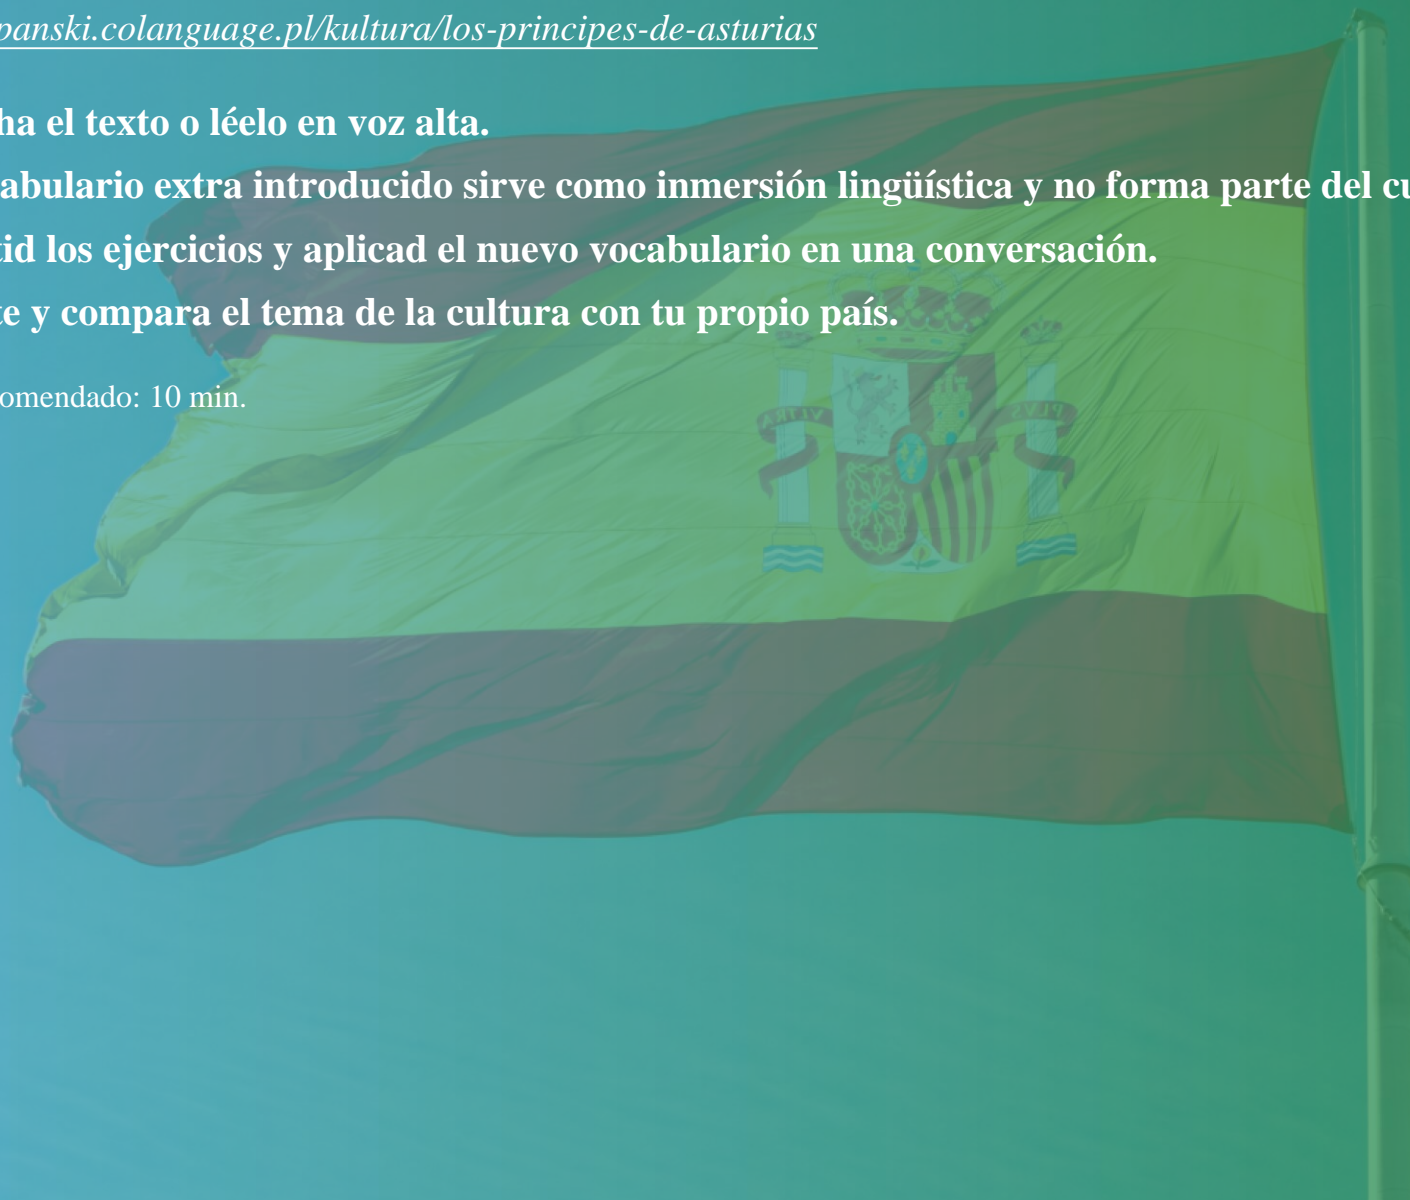 panski.colanguage.pl/kultura/los-principes-de-asturias
ha el texto o léelo en voz alta.
abulario extra introducido sirve como inmersión lingüística y no forma parte del cu
tid los ejercicios y aplicad el nuevo vocabulario en una conversación.
te y compara el tema de la cultura con tu propio país.
omendado: 10 min.